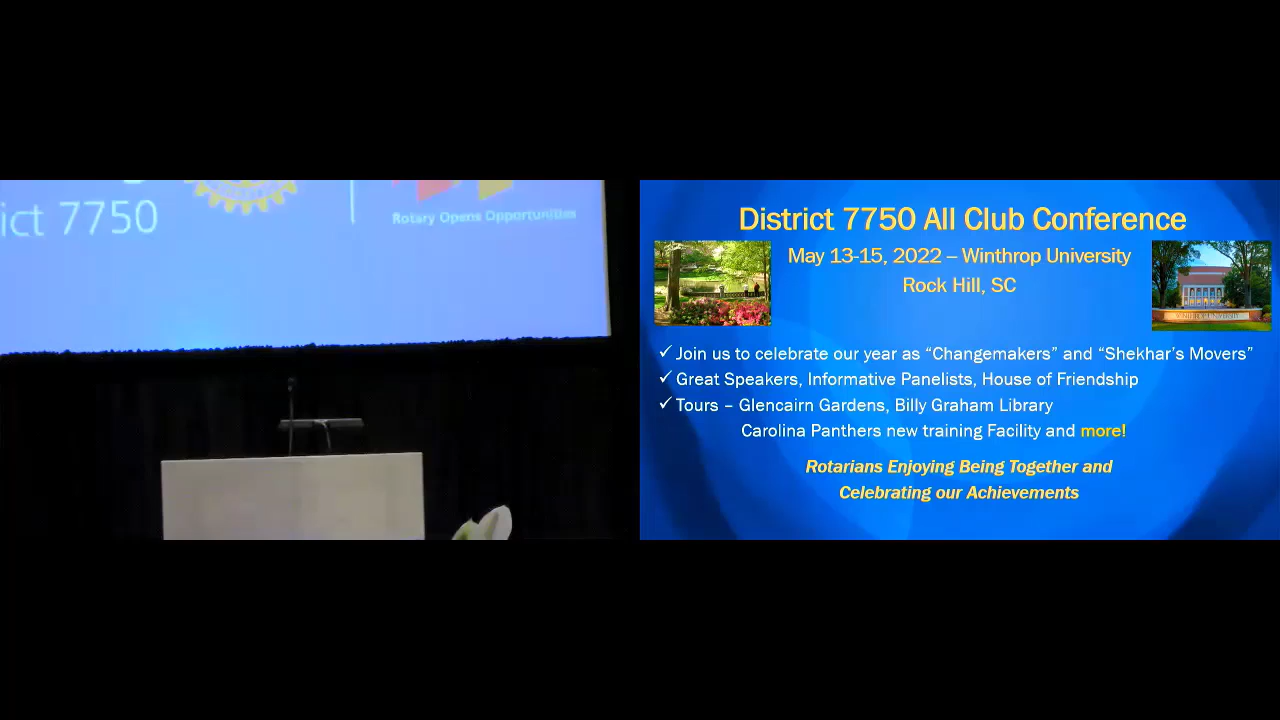 ict 7750
Rotary Opens Opportunities
District 7750 All Club Conference
May 13-15, 2022 – Winthrop University
Rock Hill, SC
✓ Join us to celebrate our year as “Changemakers” and “Shekhar’s Movers”
✓ Great Speakers, Informative Panelists, House of Friendship
✓ Tours – Glencairn Gardens, Billy Graham Library
Carolina Panthers new training Facility and more!
Rotarians Enjoying Being Together and
Celebrating our Achievements